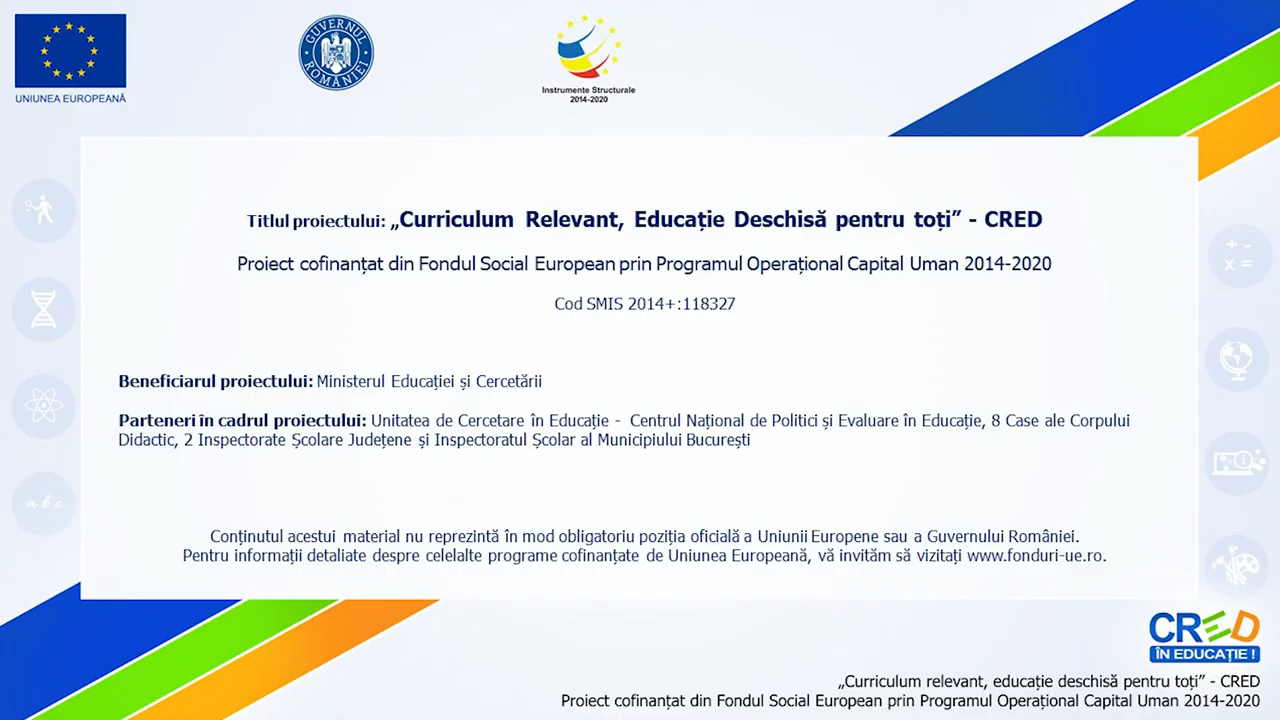 UNIUNEA EUROPEANĂ
GUVERNUL ROMÂNIEI
Instrumente Structurale
2014-2020
Titlul proiectului: „Curriculum Relevant, Educație Deschisă pentru toți” - CRED
Proiect cofinanțat din Fondul Social European prin Programul Operațional Capital Uman 2014-2020
Cod SMIS 2014+:118327
Beneficiarul proiectului: Ministerul Educației și Cercetării
Parteneri în cadrul proiectului: Unitatea de Cercetare în Educație - Centrul Național de Politici și Evaluare în Educație, 8 Case ale Corpului
Didactic, 2 Inspectorate Școlare Județene și Inspectoratul Școlar al Municipiului București
a b c
Conținutul acestui material nu reprezintă în mod obligatoriu poziția oficială a Uniunii Europene sau a Guvernului României.
Pentru informații detaliate despre celelalte programe cofinanțate de Uniunea Europeană, vă invităm să vizitați www.fonduri-ue.ro.
CRED
ÎN EDUCAȚIE !
„Curriculum relevant, educație deschisă pentru toți” - CRED
Proiect cofinanțat din Fondul Social European prin Programul Operațional Capital Uman 2014-2020